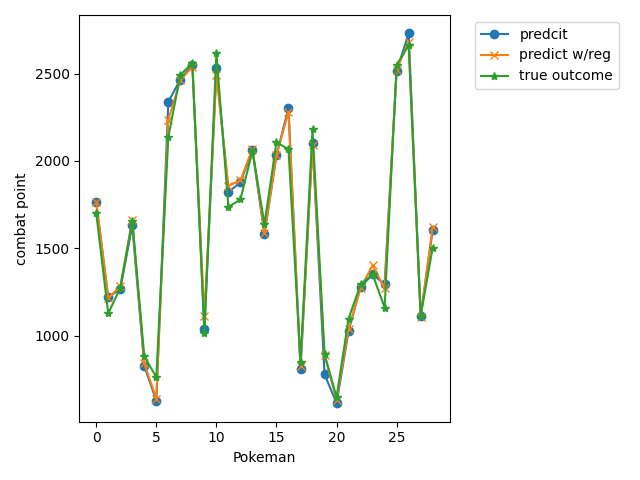 predcit
predict w/reg
true outcome
2500
2000
1500
1000
combat point
0 5 10 15 20 25
Pokeman